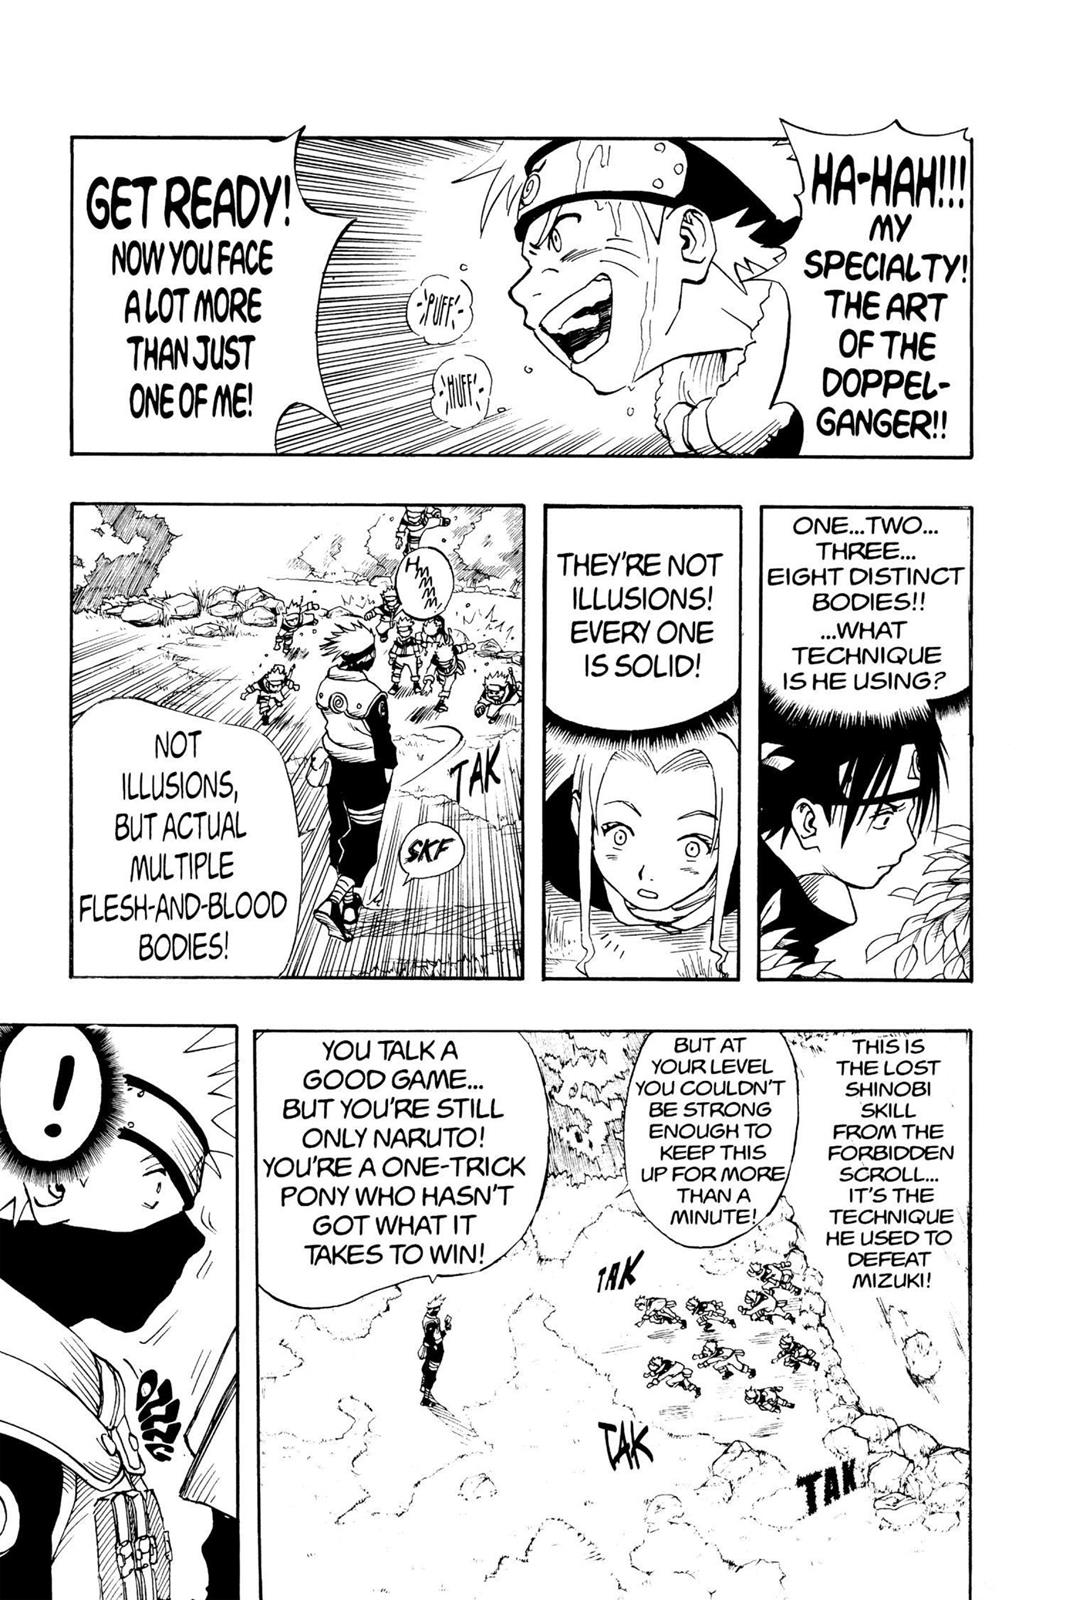 HA-HAH!!!
MY
SPECIALTY!
THE ART
OF THE
DOPPEL-
GANGER!!
PUFF
HUFF
GET READY!
NOW YOU FACE
A LOT MORE
THAN JUST
ONE OF ME!
ONE...TWO...
THREE...
EIGHT DISTINCT
BODIES!!
...WHAT
TECHNIQUE
IS HE USING?
THEY'RE NOT
ILLUSIONS!
EVERY ONE
IS SOLID!
HMMMM
TAK
SKF
NOT
ILLUSIONS,
BUT ACTUAL
MULTIPLE
FLESH-AND-BLOOD
BODIES!
THIS IS
THE LOST
SHINOBI
SKILL
FROM THE
FORBIDDEN
SCROLL...
IT'S THE
TECHNIQUE
HE USED TO
DEFEAT
MIZUKI!
BUT AT
YOUR LEVEL
YOU COULDN'T
BE STRONG
ENOUGH TO
KEEP THIS
UP FOR MORE
THAN A
MINUTE!
TAK
TAK
TAK
YOU TALK A
GOOD GAME...
BUT YOU'RE STILL
ONLY NARUTO!
YOU'RE A ONE-TRICK
PONY WHO HASN'T
GOT WHAT IT
TAKES TO WIN!
!